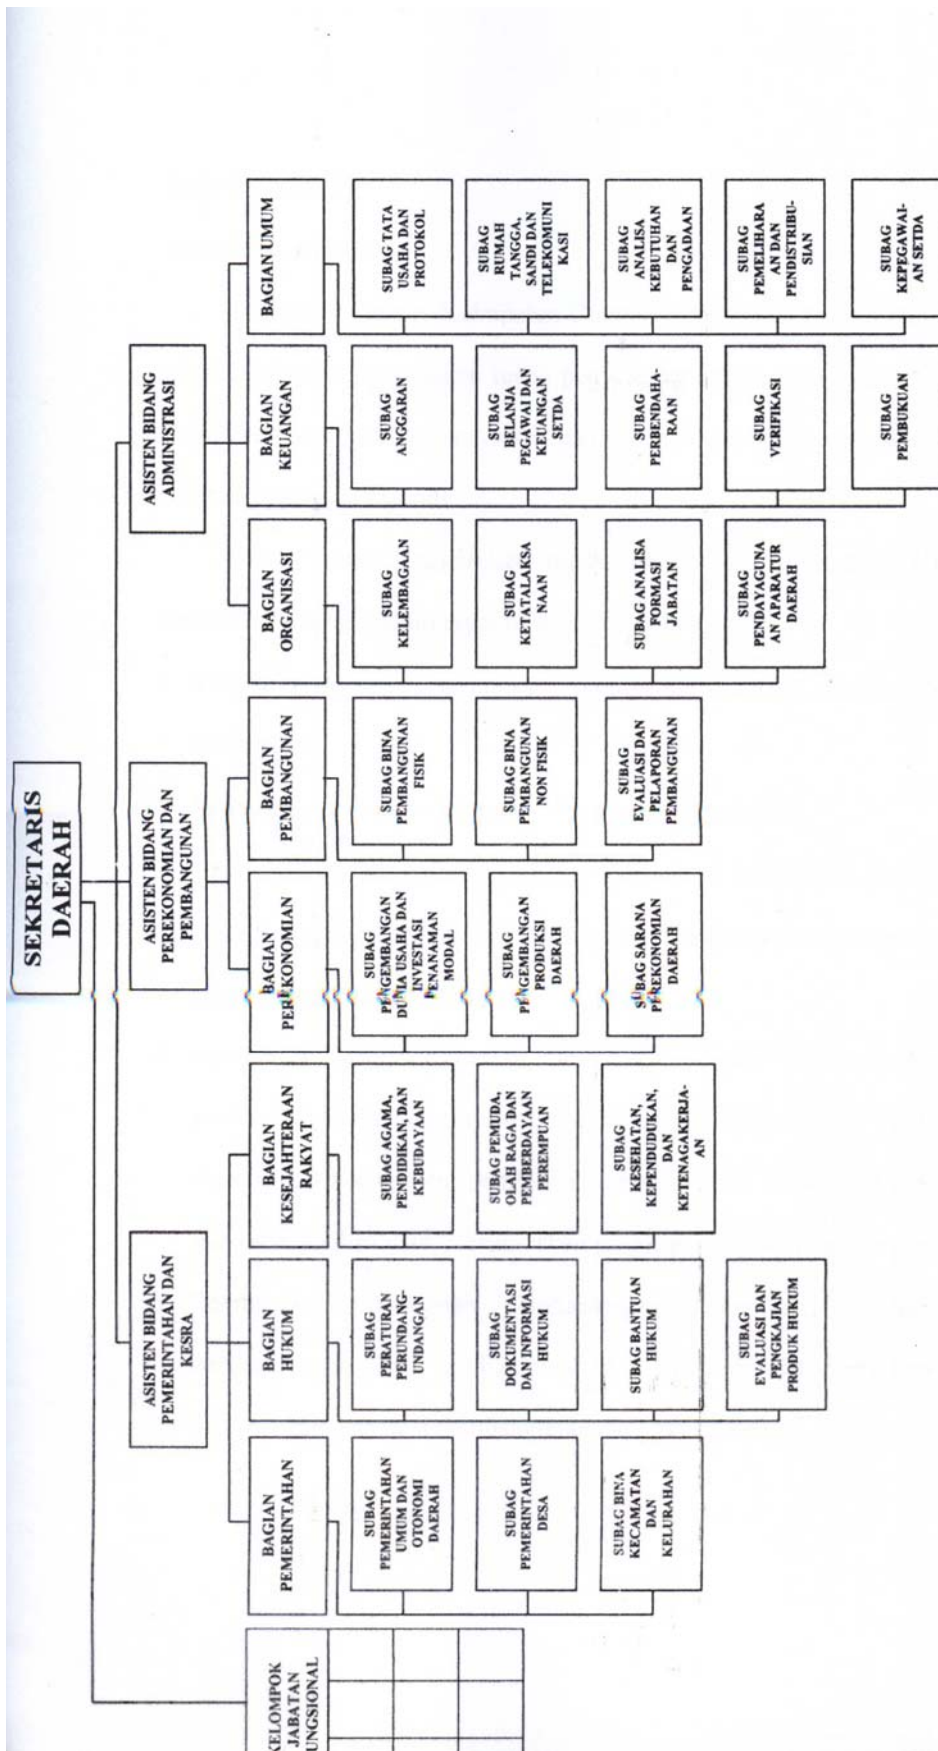 SEKRETARIS
DAERAH
ASISTEN BIDANG
PEMERINTAHAN DAN
KESRA
ASISTEN BIDANG
PEREKONOMIAN DAN
PEMBANGUNAN
ASISTEN BIDANG
ADMINISTRASI
KELOMPOK
JABATAN
UNGSIONAL
BAGIAN
PEMERINTAHAN
BAGIAN
HUKUM
BAGIAN
KESEJAHTERAAN
RAKYAT
BAGIAN
PEREKONOMIAN
BAGIAN
PEMBANGUNAN
BAGIAN
ORGANISASI
BAGIAN
KEUANGAN
BAGIAN UMUM
SUBAG
PEMERINTAHAN
UMUM DAN
OTONOMI
DAERAH
SUBAG
PERATURAN
PERUNDANG-
UNDANGAN
SUBAG AGAMA,
PENDIDIKAN, DAN
KEBUDAYAAN
SUBAG
PENGEMBANGAN
DUNIA USAHA DAN
INVESTASI
PENANAMAN
MODAL
SUBAG BINA
PEMBANGUNAN
FISIK
SUBAG
KELEMBAGAAN
SUBAG
ANGGARAN
SUBAG TATA
USAHA DAN
PROTOKOL
SUBAG
PEMERINTAHAN
DESA
SUBAG
DOKUMENTASI
DAN INFORMASI
HUKUM
SUBAG PEMUDA,
OLAH RAGA DAN
PEMBERDAYAAN
PEREMPUAN
SUBAG
PENGEMBANGAN
PRODUKSI
DAERAH
SUBAG BINA
PEMBANGUNAN
NON FISIK
SUBAG
KETATALAKSA
NAAN
SUBAG
BELANJA
PEGAWAI DAN
KEUANGAN
SETDA
SUBAG
RUMAH
TANGGA,
SANDI DAN
TELEKOMUNI
KASI
SUBAG BINA
KECAMATAN
DAN
KELURAHAN
SUBAG BANTUAN
HUKUM
SUBAG
KESEHATAN,
KEPENDUDUKAN,
DAN
KETENAGAKERJA-
AN
SUBAG SARANA
PEREKONOMIAN
DAERAH
SUBAG
EVALUASI DAN
PELAPORAN
PEMBANGUNAN
SUBAG ANALISA
FORMASI
JABATAN
SUBAG
PERBENDAHA-
RAAN
SUBAG
ANALISA
KEBUTUHAN
DAN
PENGADAAN
SUBAG
EVALUASI DAN
PENGKAJIAN
PRODUK HUKUM
SUBAG
PENDAYAGUNA
AN APARATUR
DAERAH
SUBAG
VERIFIKASI
SUBAG
PEMELIHARA
AN DAN
PENDISTRIBU-
SIAN
SUBAG
PEMBUKUAN
SUBAG
KEPEGAWAI-
AN SETDA